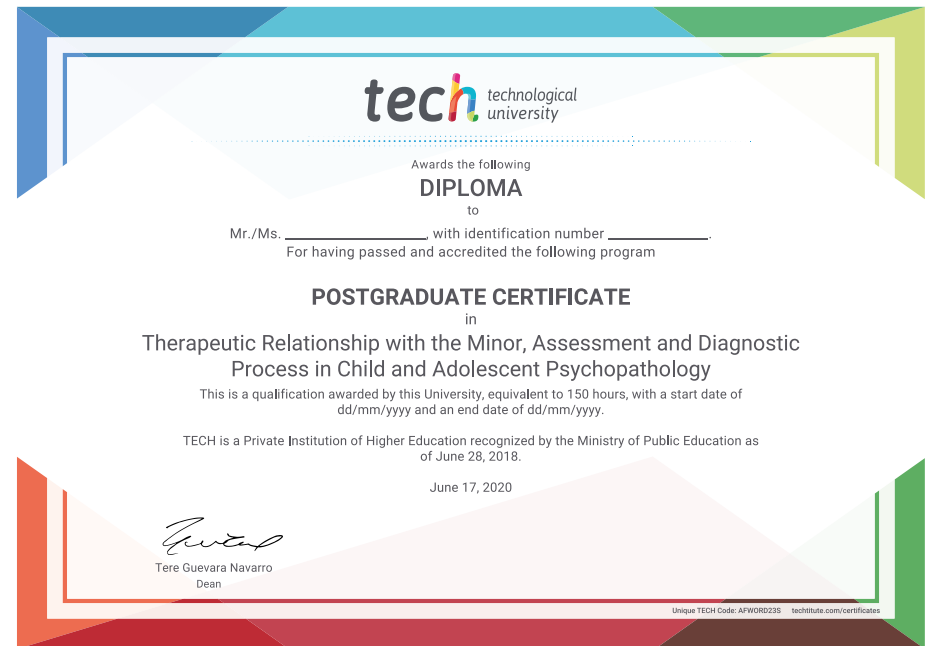 tech technological
university
Awards the following
DIPLOMA
to
Mr./Ms. ____________________, with identification number ______________.
For having passed and accredited the following program
POSTGRADUATE CERTIFICATE
in
Therapeutic Relationship with the Minor, Assessment and Diagnostic
Process in Child and Adolescent Psychopathology
This is a qualification awarded by this University, equivalent to 150 hours, with a start date of
dd/mm/yyyy and an end date of dd/mm/yyyy.
TECH is a Private Institution of Higher Education recognized by the Ministry of Public Education as
of June 28, 2018.
June 17, 2020
Tere Guevara Navarro
Dean
Unique TECH Code: AFWORD23S techtitute.com/certificates